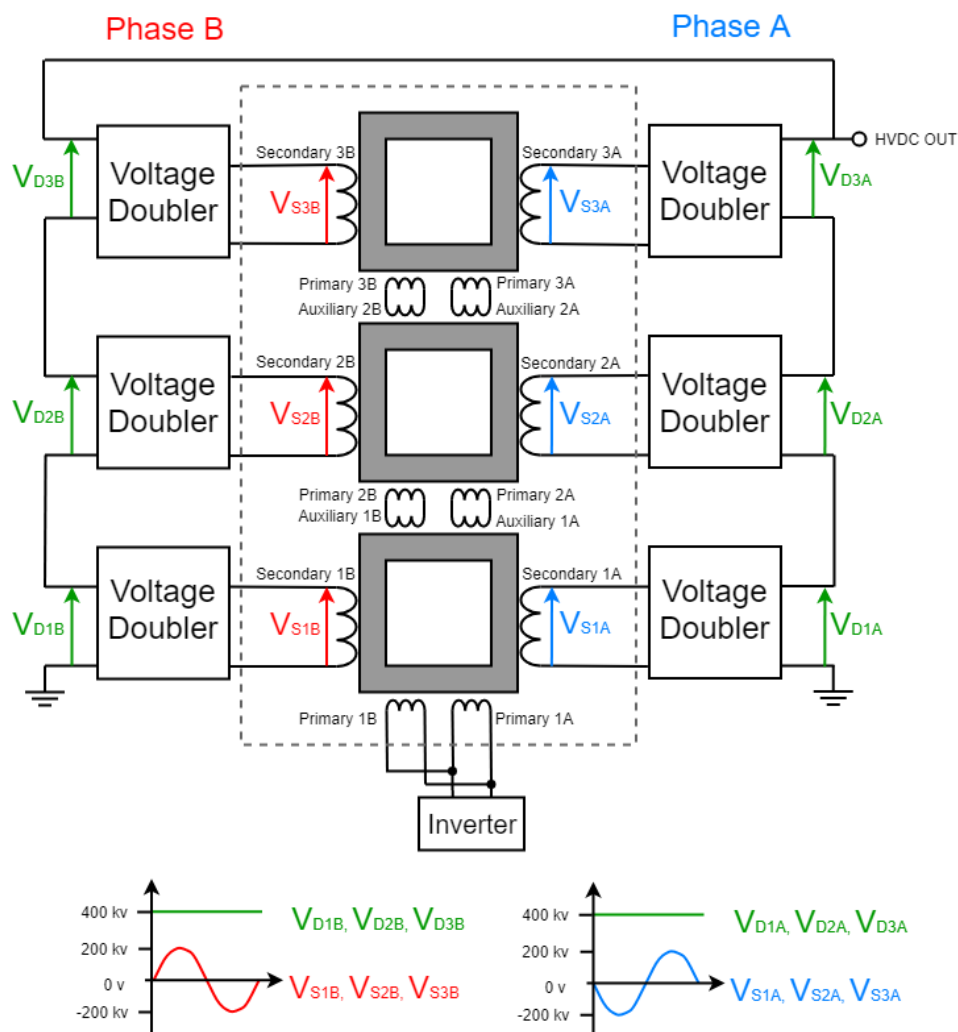 Phase B
Phase A
HVDC OUT
Secondary 3B
Secondary 3A
VD3B
Voltage
Doubler
VS3B
VS3A
Voltage
Doubler
VD3A
Primary 3B
Primary 3A
Auxiliary 2B
Auxiliary 2A
Secondary 2B
Secondary 2A
VD2B
Voltage
Doubler
VS2B
VS2A
Voltage
Doubler
VD2A
Primary 2B
Primary 2A
Auxiliary 1B
Auxiliary 1A
Secondary 1B
Secondary 1A
VD1B
Voltage
Doubler
VS1B
VS1A
Voltage
Doubler
VD1A
Primary 1B
Primary 1A
Inverter
400 kv
VD1B, VD2B, VD3B
200 kv
0 v
VS1B, VS2B, VS3B
-200 kv
400 kv
VD1A, VD2A, VD3A
200 kv
0 v
VS1A, VS2A, VS3A
-200 kv